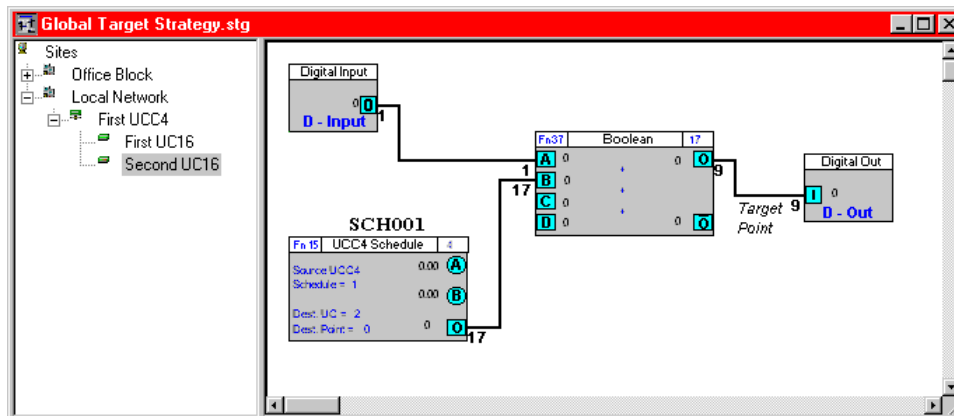 Global Target Strategy.stg
Sites
Office Block
Local Network
First UCC4
First UC16
Second UC16
Digital Input
0 O
D - Input
1
Fn37 Boolean 17
A 0 0 O
B 0
C 0
D 0 0 O
1
17
9
Digital Out
I 0
D - Out
9
Target
Point
SCH001
Fn 15 UCC4 Schedule 4
Source UCC4
Schedule = 1
Dest. UC = 2
Dest. Point = 0
0.00 A
0.00 B
0 O
17